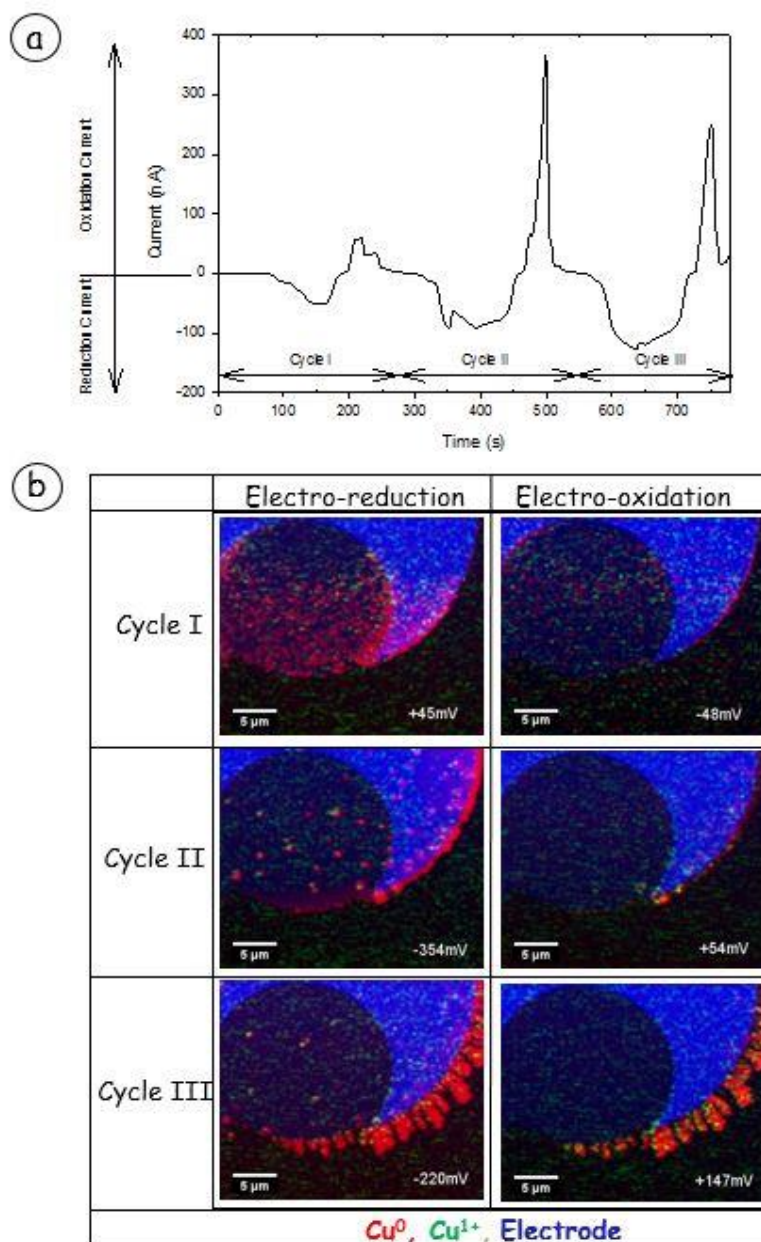 a
Oxidation Current
Reduction Current
Current (nA)
400
300
200
100
0
-100
-200
Cycle I
Cycle II
Cycle III
0 100 200 300 400 500 600 700
Time (s)
b
Electro-reduction Electro-oxidation
Cycle I
5 µm +45mV
5 µm -48mV
Cycle II
5 µm -354mV
5 µm +54mV
Cycle III
5 µm -220mV
5 µm +147mV
Cu⁰, Cu¹⁺, Electrode